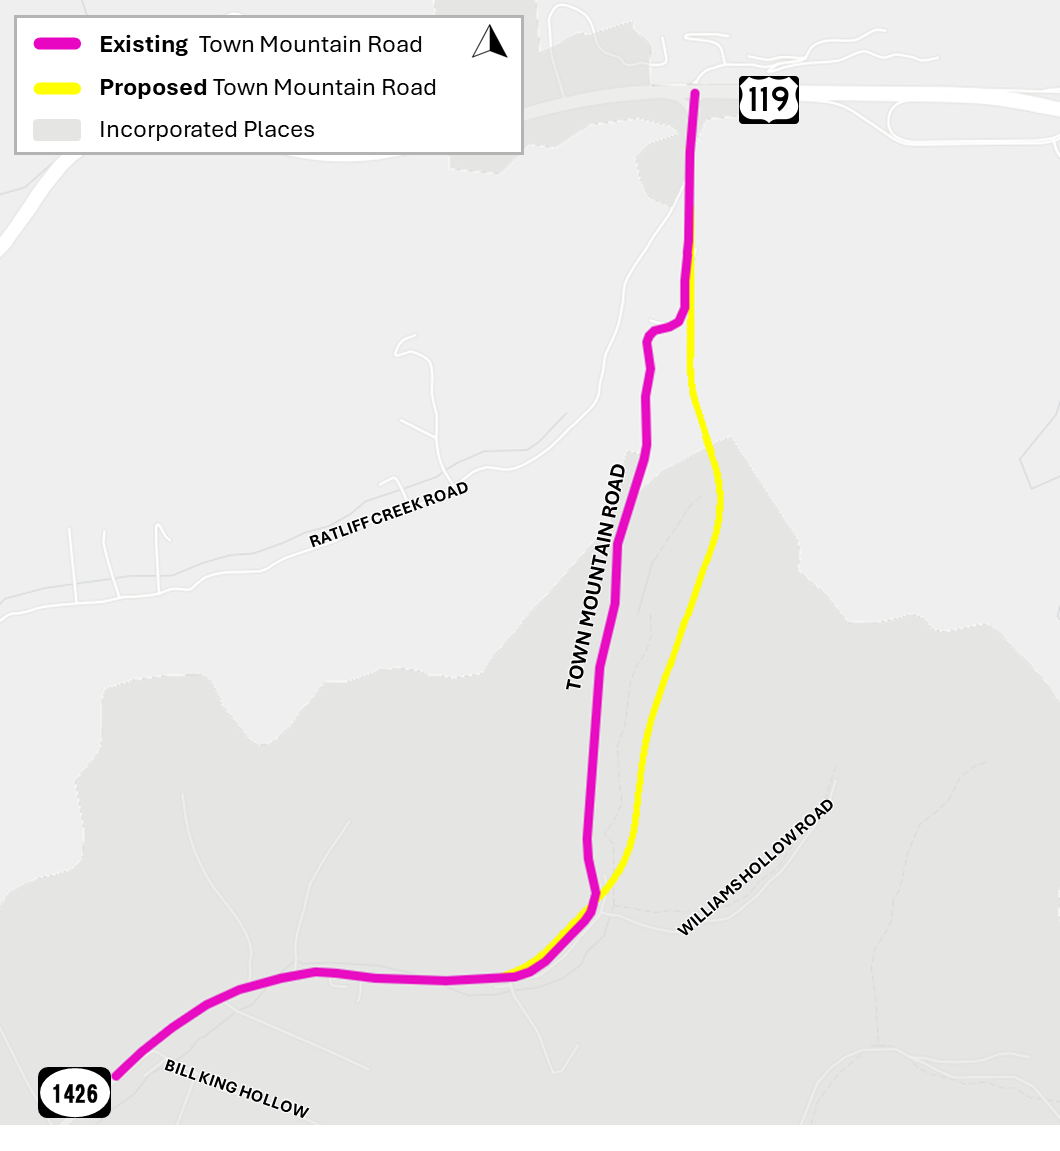 Existing Town Mountain Road
Proposed Town Mountain Road
Incorporated Places
119
RATLIFF CREEK ROAD
TOWN MOUNTAIN ROAD
WILLIAMS HOLLOW ROAD
BILL KING HOLLOW
1426